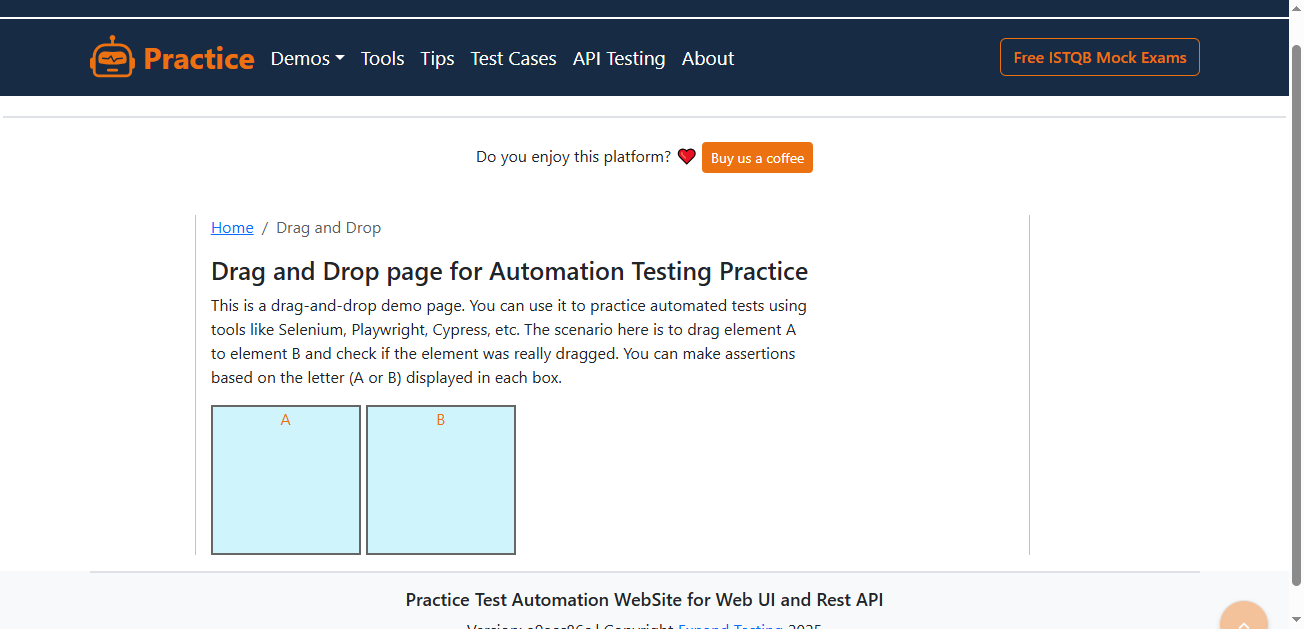 Practice Demos Tools Tips Test Cases API Testing About Free ISTQB Mock Exams
Do you enjoy this platform? Buy us a coffee
Home / Drag and Drop
Drag and Drop page for Automation Testing Practice
This is a drag-and-drop demo page. You can use it to practice automated tests using
tools like Selenium, Playwright, Cypress, etc. The scenario here is to drag element A
to element B and check if the element was really dragged. You can make assertions
based on the letter (A or B) displayed in each box.
A B
Practice Test Automation WebSite for Web UI and Rest API
Version: | Copyright Expand Testing 2025